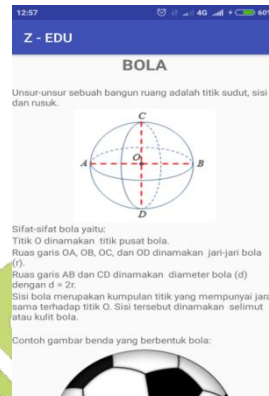 12:57 4G 60%
Z - EDU
BOLA
Unsur-unsur sebuah bangun ruang adalah titik sudut, sisi
dan rusuk.
C
O
A B
D
Sifat-sifat bola yaitu:
Titik O dinamakan titik pusat bola.
Ruas garis OA, OB, OC, dan OD dinamakan jari-jari bola
(r).
Ruas garis AB dan CD dinamakan diameter bola (d)
dengan d = 2r.
Sisi bola merupakan kumpulan titik yang mempunyai
sama terhadap titik O. Sisi tersebut dinamakan selimut
atau kulit bola.
Contoh gambar benda yang berbentuk bola: